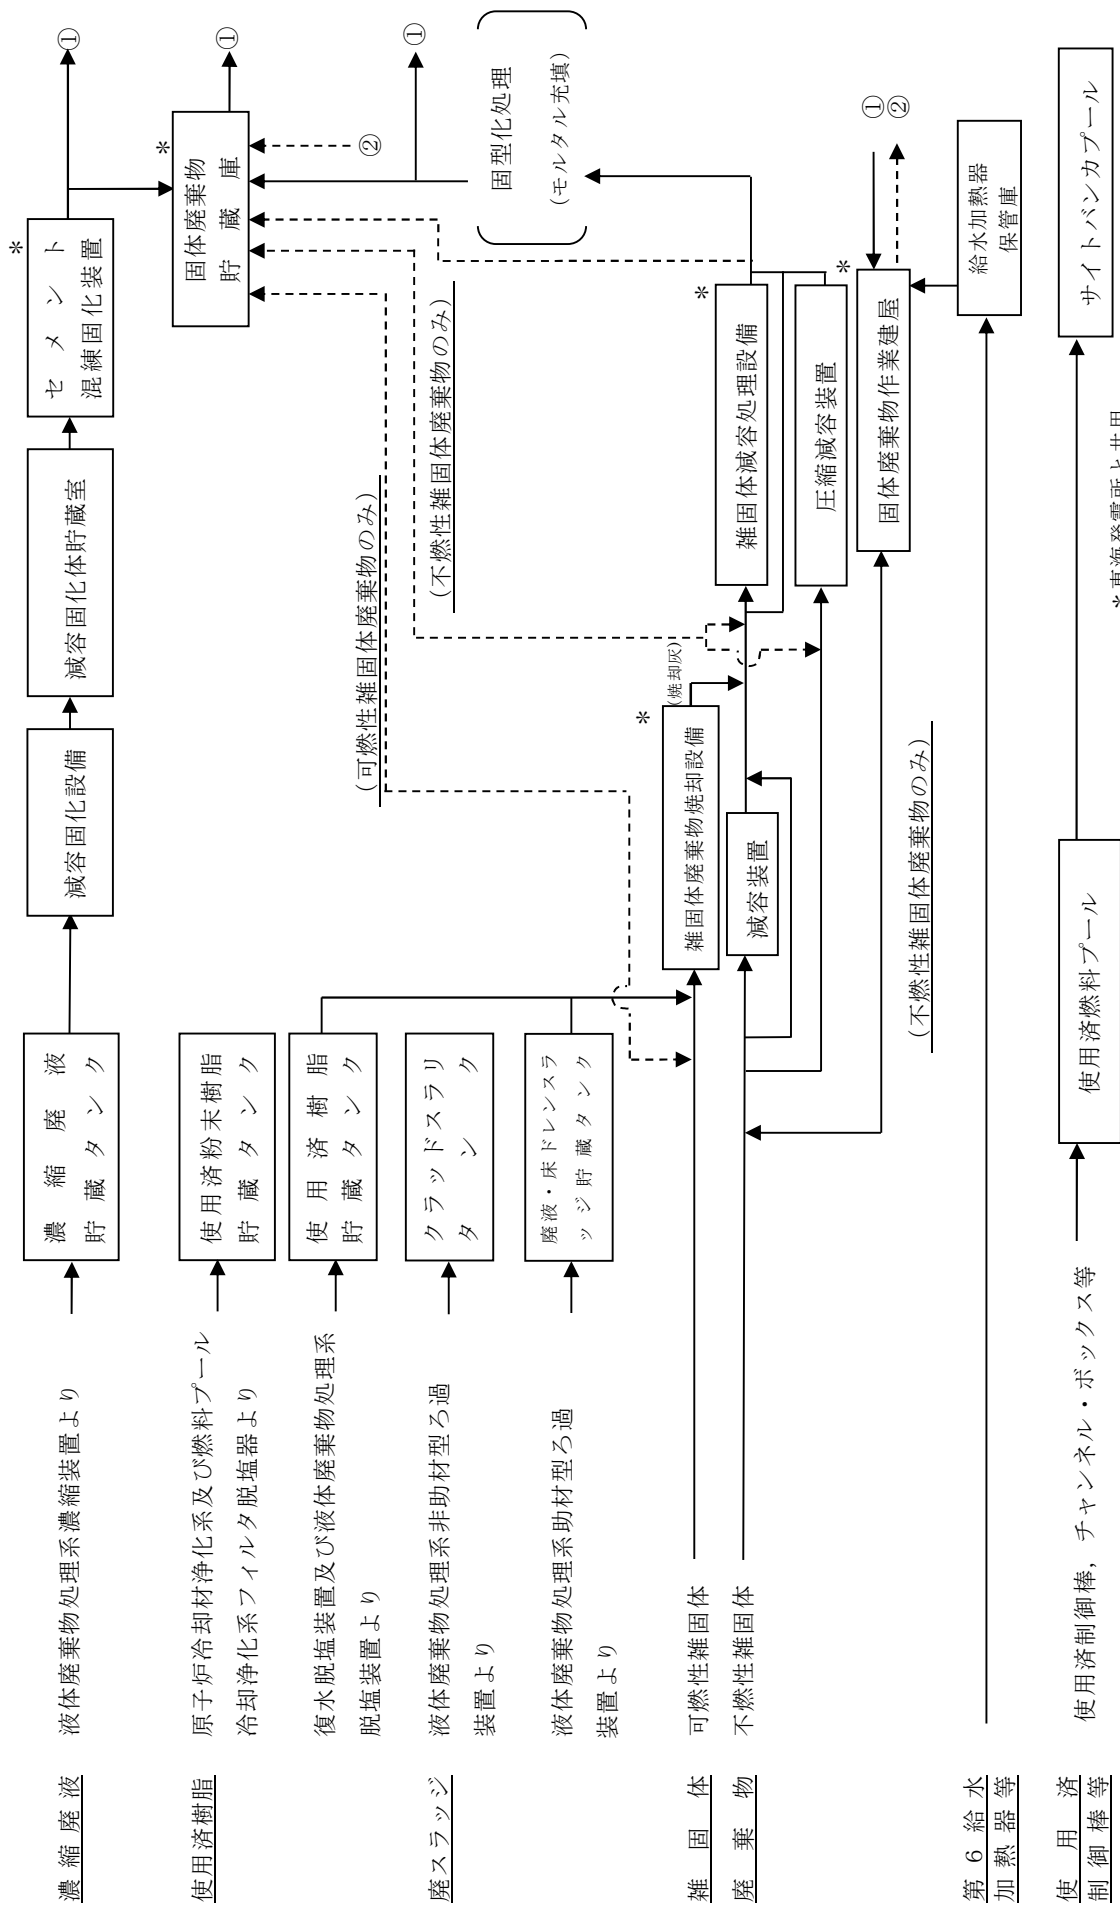 濃縮廃液
液体廃棄物処理系濃縮装置より
濃縮廃液
貯蔵タンク
減容固化設備
減容固化体貯蔵室
*
セメント
混練固化装置
①
使用済樹脂
原子炉冷却材浄化系及び燃料プール
冷却浄化系フィルタ脱塩器より
使用済粉末樹脂
貯蔵タンク
復水脱塩装置及び液体廃棄物処理系
脱塩装置より
使用済樹脂
貯蔵タンク
*
固体廃棄物
貯蔵庫
①
②
①
廃スラッジ
液体廃棄物処理系非助材型ろ過
装置より
クラッドスラリ
タンク
液体廃棄物処理系助材型ろ過
装置より
廃液・床ドレンスラ
ッジ貯蔵タンク
(可燃性雑固体廃棄物のみ)
(不燃性雑固体廃棄物のみ)
固型化処理
(モルタル充填)
雑固体
廃棄物
可燃性雑固体
不燃性雑固体
*
雑固体廃棄物焼却設備
(焼却灰)
減容装置
*
雑固体減容処理設備
圧縮減容装置
*
固体廃棄物作業建屋
①
②
(不燃性雑固体廃棄物のみ)
第6給水
加熱器等
給水加熱器
保管庫
使用済
制御棒等
使用済制御棒,チャンネル・ボックス等
使用済燃料プール
サイトバンカプール
*東海発電所と共用